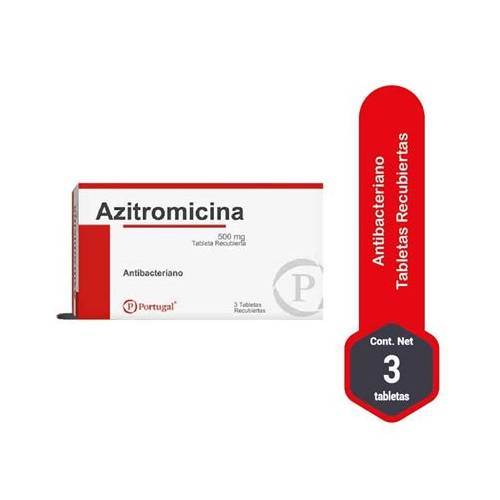 Azitromicina
500 mg
Tableta Recubierta
Antibacteriano
P Portugal®
3 Tabletas
Recubiertas
P
Antibacteriano
Tabletas Recubiertas
Cont. Net
3
tabletas